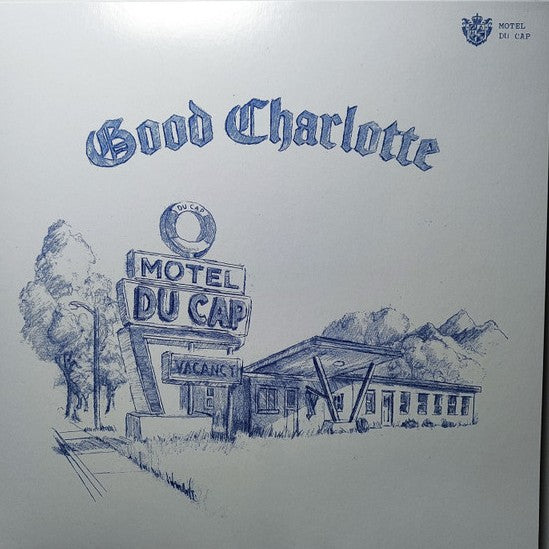 MOTEL
DU CAP
Good Charlotte
DU CAP
MOTEL
DU CAP
VACANCY